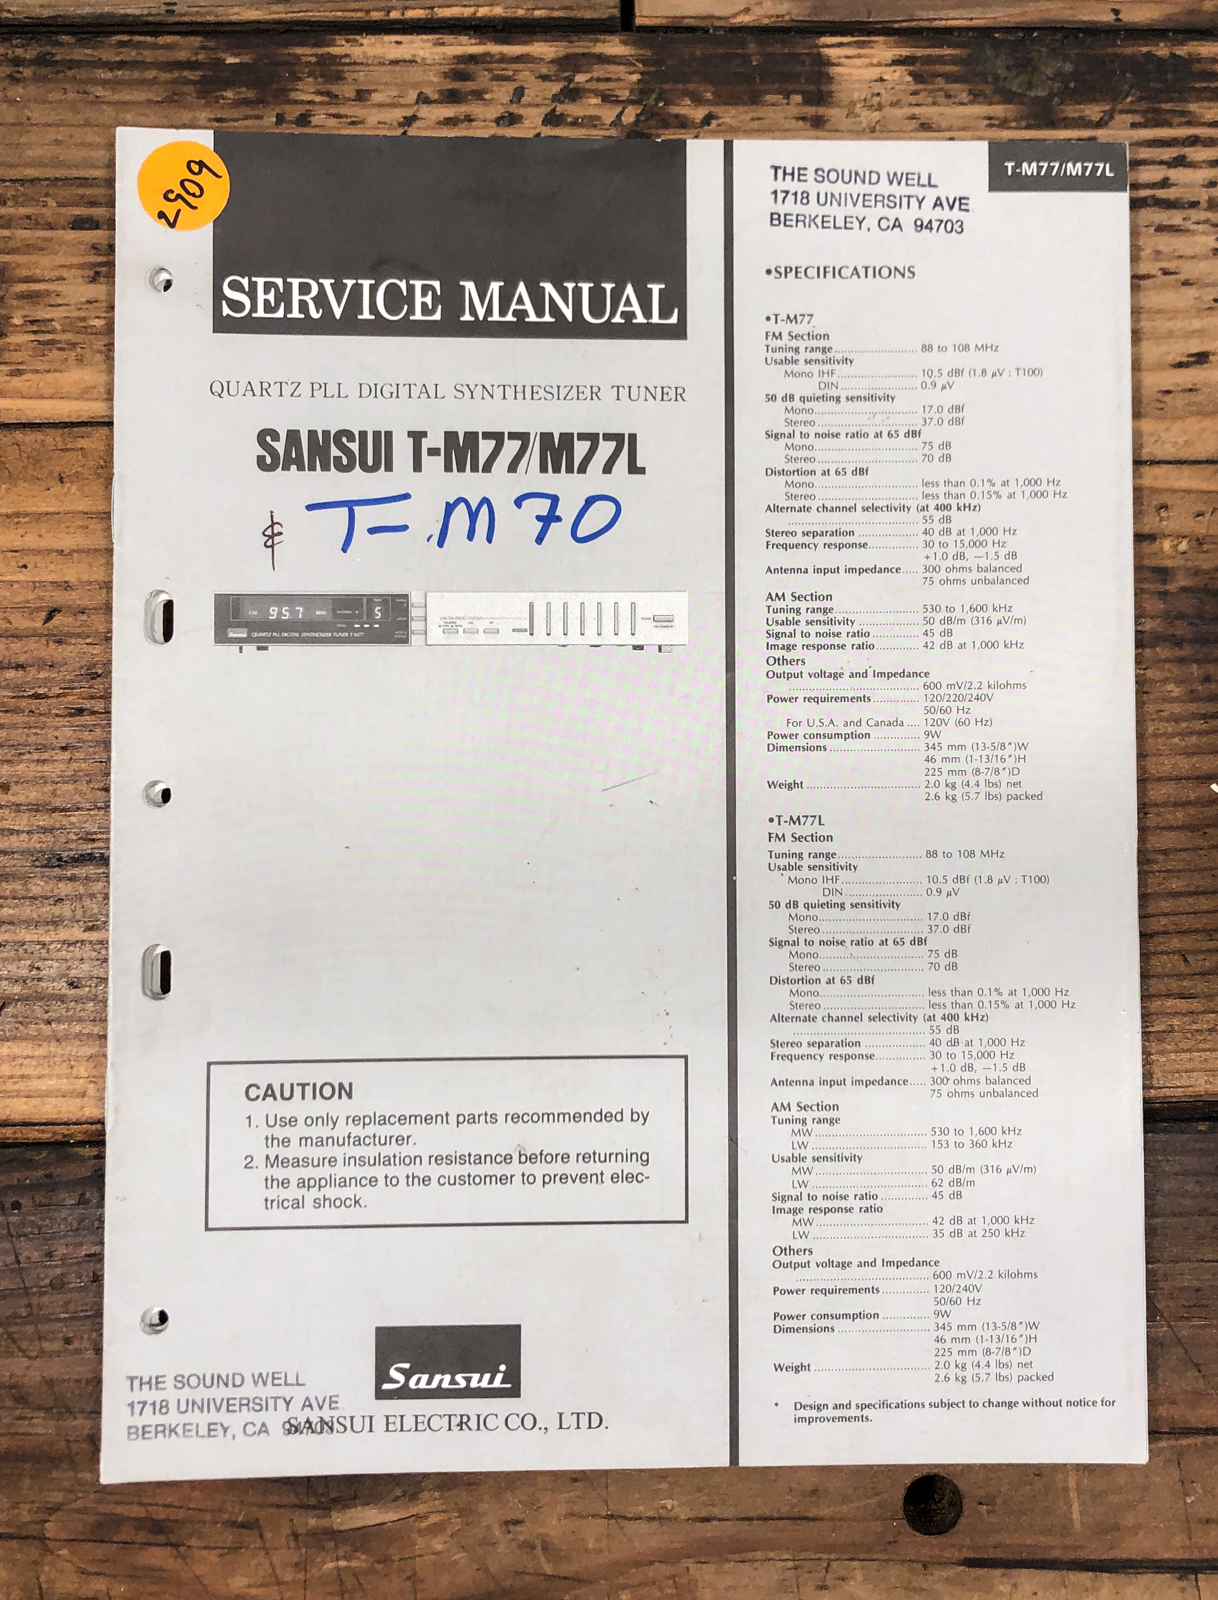 2909
SERVICE MANUAL
QUARTZ PLL DIGITAL SYNTHESIZER TUNER
SANSUI T-M77/M77L
& T-M70
95.7
5
Sansui QUARTZ PLL DIGITAL SYNTHESIZER TUNER T-M77
CAUTION
1. Use only replacement parts recommended by
the manufacturer.
2. Measure insulation resistance before returning
the appliance to the customer to prevent elec-
trical shock.
Sansui
SANSUI ELECTRIC CO., LTD.
THE SOUND WELL
1718 UNIVERSITY AVE
BERKELEY, CA 94703
T-M77/M77L
THE SOUND WELL
1718 UNIVERSITY AVE
BERKELEY, CA 94703
•SPECIFICATIONS
•T-M77
FM Section
Tuning range.................... 88 to 108 MHz
Usable sensitivity
Mono IHF.................... 10.5 dBf (1.8 μV : T100)
DIN.................... 0.9 μV
50 dB quieting sensitivity
Mono.................... 17.0 dBf
Stereo.................... 37.0 dBf
Signal to noise ratio at 65 dBf
Mono.................... 75 dB
Stereo.................... 70 dB
Distortion at 65 dBf
Mono.................... less than 0.1% at 1,000 Hz
Stereo.................... less than 0.15% at 1,000 Hz
Alternate channel selectivity (at 400 kHz)
.................... 55 dB
Stereo separation .................... 40 dB at 1,000 Hz
Frequency response............. 30 to 15,000 Hz
+1.0 dB, −1.5 dB
Antenna input impedance..... 300 ohms balanced
75 ohms unbalanced
AM Section
Tuning range.................... 530 to 1,600 kHz
Usable sensitivity .................... 50 dB/m (316 μV/m)
Signal to noise ratio ............. 45 dB
Image response ratio............. 42 dB at 1,000 kHz
Others
Output voltage and Impedance
.................... 600 mV/2.2 kilohms
Power requirements ............. 120/220/240V
50/60 Hz
For U.S.A. and Canada .... 120V (60 Hz)
Power consumption ............. 9W
Dimensions .................... 345 mm (13-5/8")W
46 mm (1-13/16")H
225 mm (8-7/8")D
Weight .................... 2.0 kg (4.4 lbs) net
2.6 kg (5.7 lbs) packed
•T-M77L
FM Section
Tuning range.................... 88 to 108 MHz
Usable sensitivity
Mono IHF.................... 10.5 dBf (1.8 μV : T100)
DIN.................... 0.9 μV
50 dB quieting sensitivity
Mono.................... 17.0 dBf
Stereo.................... 37.0 dBf
Signal to noise ratio at 65 dBf
Mono.................... 75 dB
Stereo.................... 70 dB
Distortion at 65 dBf
Mono.................... less than 0.1% at 1,000 Hz
Stereo.................... less than 0.15% at 1,000 Hz
Alternate channel selectivity (at 400 kHz)
.................... 55 dB
Stereo separation .................... 40 dB at 1,000 Hz
Frequency response............. 30 to 15,000 Hz
+1.0 dB, −1.5 dB
Antenna input impedance..... 300 ohms balanced
75 ohms unbalanced
AM Section
Tuning range
MW.................... 530 to 1,600 kHz
LW.................... 153 to 360 kHz
Usable sensitivity
MW.................... 50 dB/m (316 μV/m)
LW.................... 62 dB/m
Signal to noise ratio ............. 45 dB
Image response ratio
MW.................... 42 dB at 1,000 kHz
LW.................... 35 dB at 250 kHz
Others
Output voltage and Impedance
.................... 600 mV/2.2 kilohms
Power requirements ............. 120/240V
50/60 Hz
Power consumption ............. 9W
Dimensions .................... 345 mm (13-5/8")W
46 mm (1-13/16")H
225 mm (8-7/8")D
Weight .................... 2.0 kg (4.4 lbs) net
2.6 kg (5.7 lbs) packed
* Design and specifications subject to change without notice for
improvements.